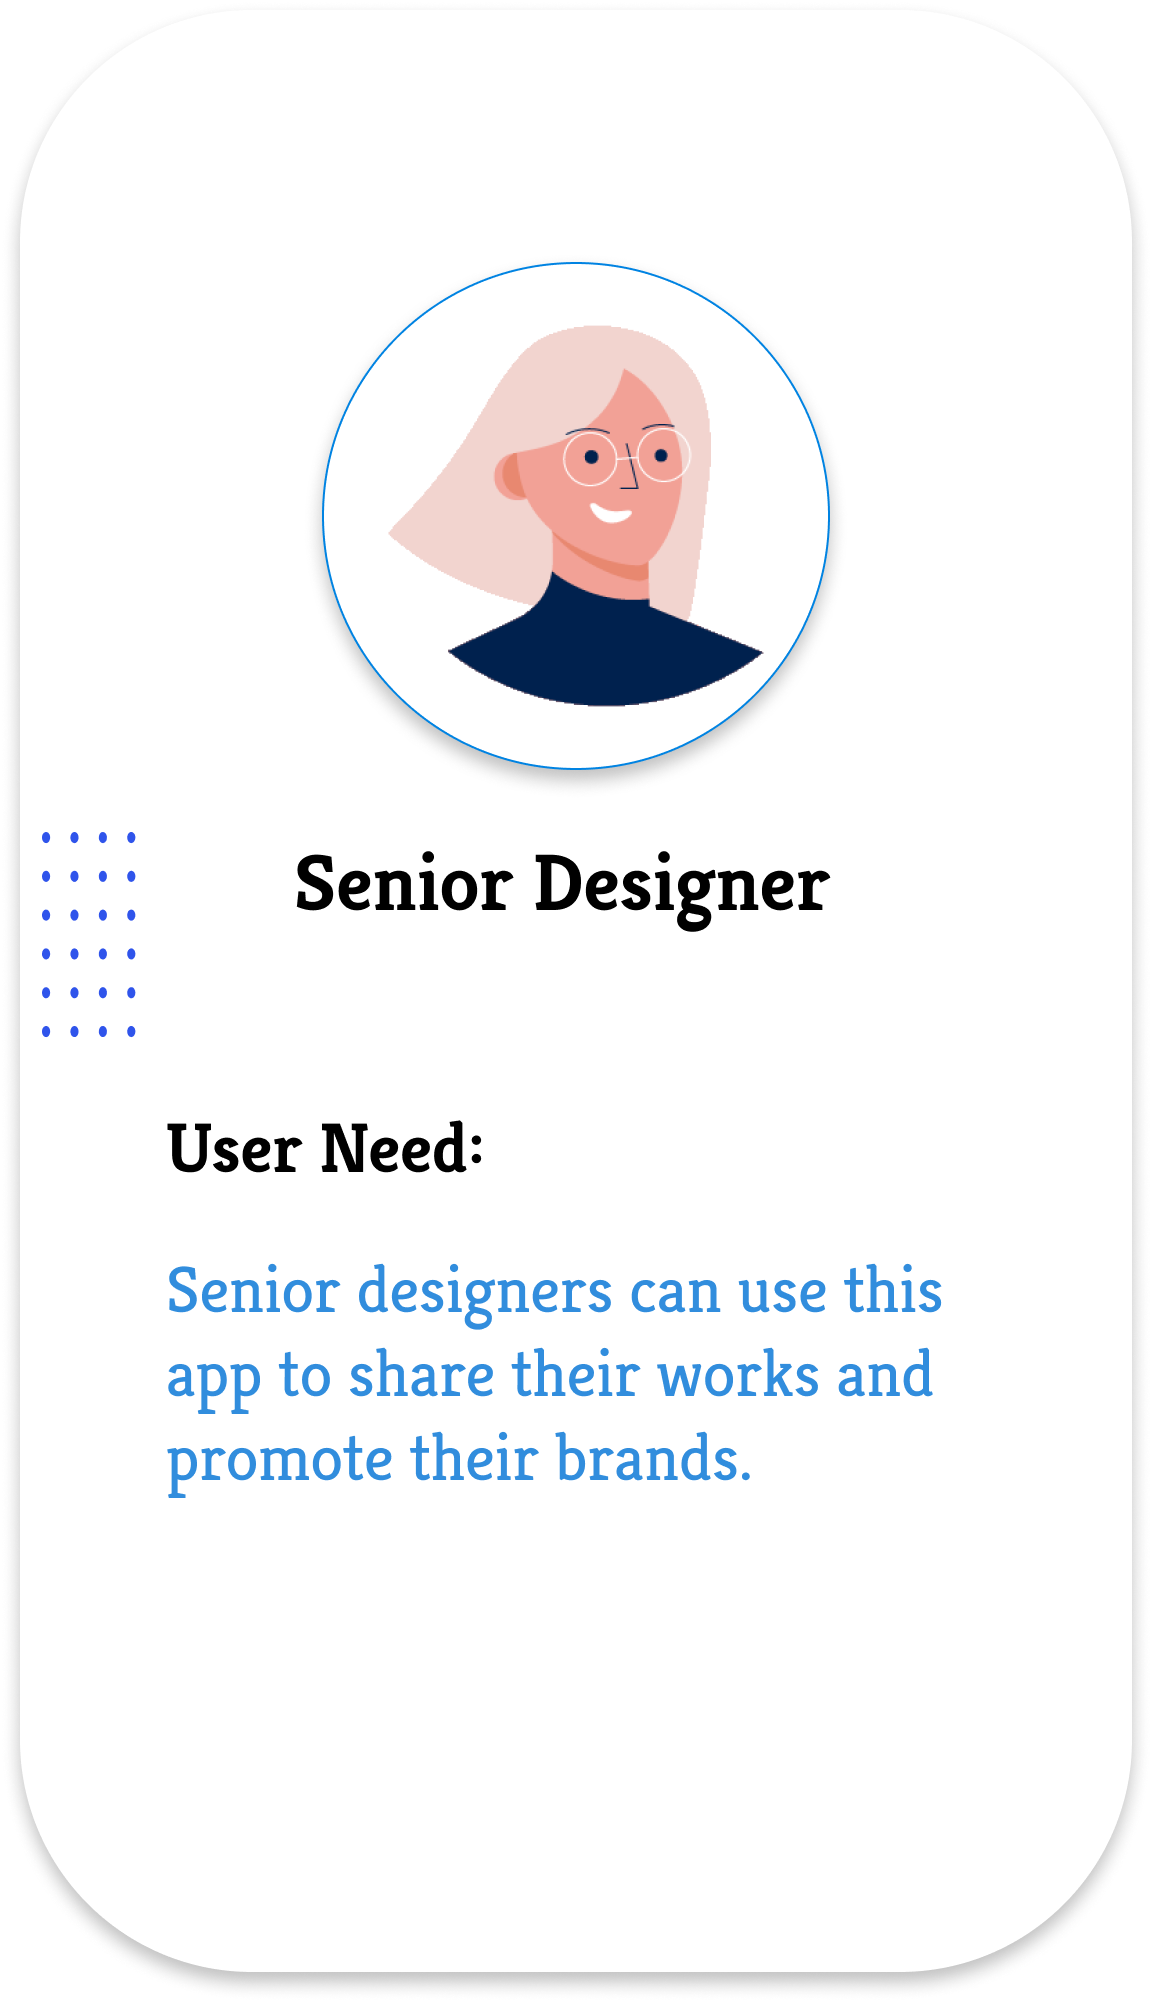 Senior Designer
User Need:
Senior designers can use this
app to share their works and
promote their brands.